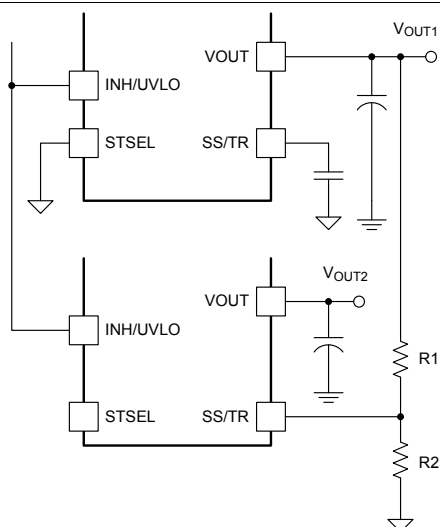 VOUT1
VOUT
INH/UVLO
STSEL
SS/TR
VOUT2
VOUT
INH/UVLO
R1
STSEL
SS/TR
R2